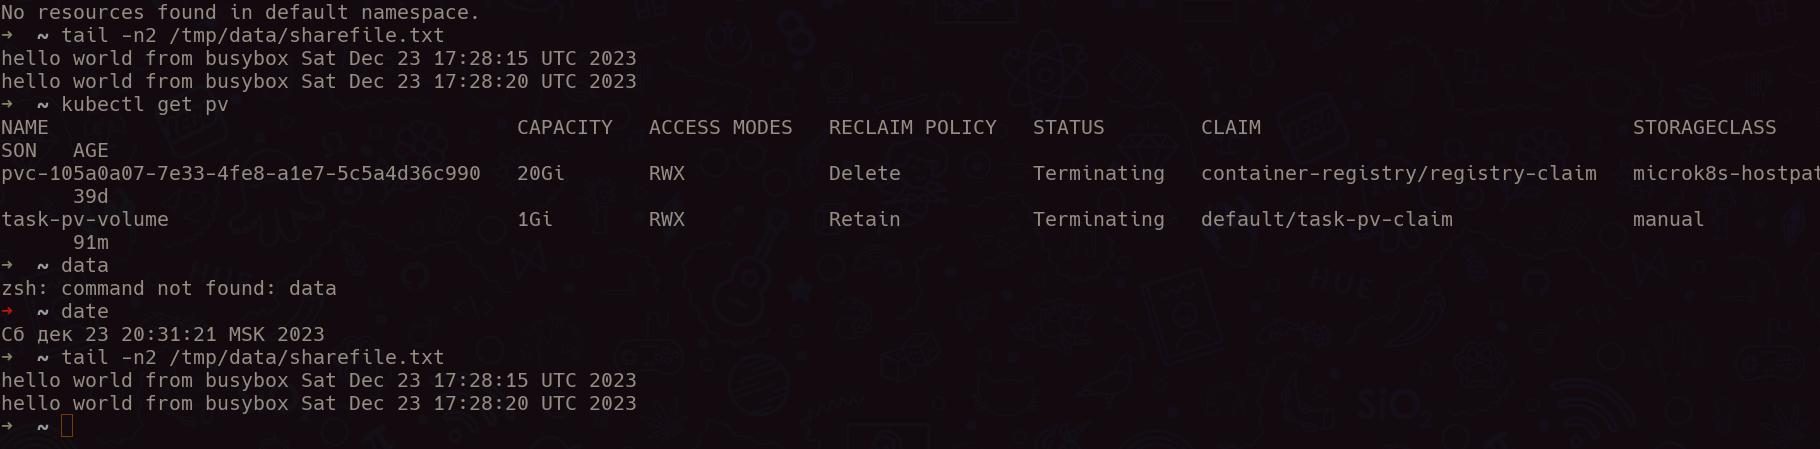 No resources found in default namespace.
→ ~ tail -n2 /tmp/data/sharefile.txt
hello world from busybox Sat Dec 23 17:28:15 UTC 2023
hello world from busybox Sat Dec 23 17:28:20 UTC 2023
→ ~ kubectl get pv
NAME CAPACITY ACCESS MODES RECLAIM POLICY STATUS CLAIM STORAGECLASS
SON AGE
pvc-105a0a07-7e33-4fe8-a1e7-5c5a4d36c990 20Gi RWX Delete Terminating container-registry/registry-claim microk8s-hostpat
39d
task-pv-volume 1Gi RWX Retain Terminating default/task-pv-claim manual
91m
→ ~ data
zsh: command not found: data
→ ~ date
Сб дек 23 20:31:21 MSK 2023
→ ~ tail -n2 /tmp/data/sharefile.txt
hello world from busybox Sat Dec 23 17:28:15 UTC 2023
hello world from busybox Sat Dec 23 17:28:20 UTC 2023
→ ~
HUE
HUE
SiO₂